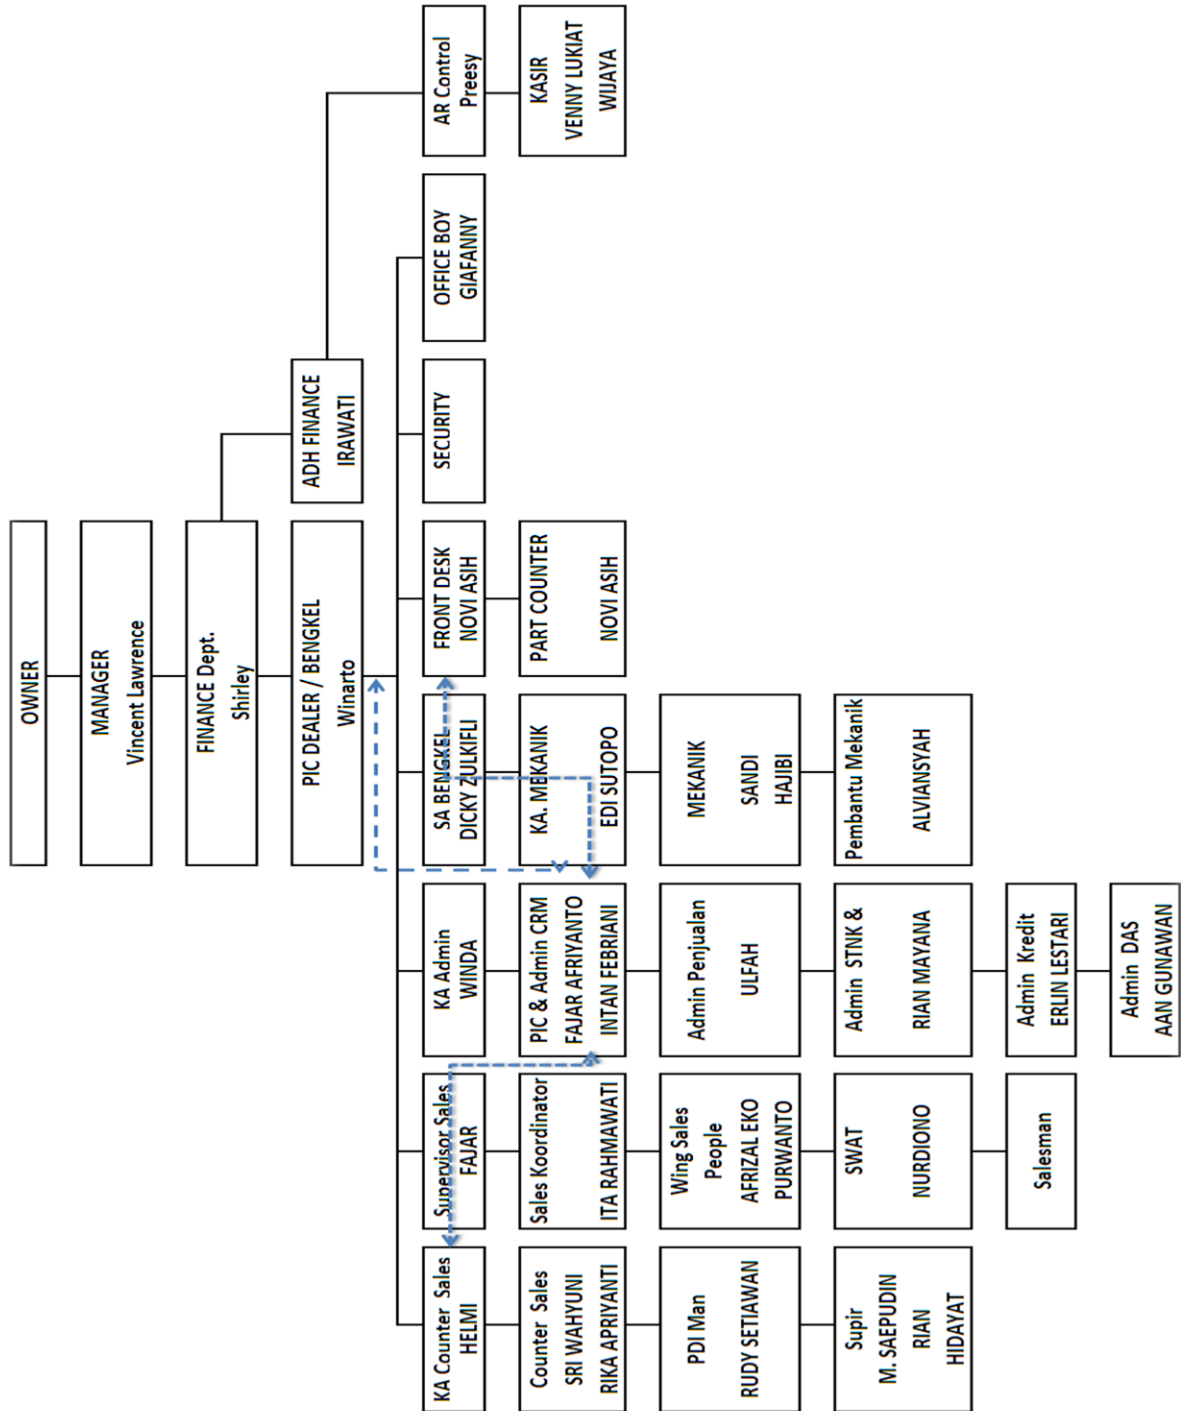 OWNER
MANAGER
Vincent Lawrence
FINANCE Dept.
Shirley
ADH FINANCE
IRAWATI
PIC DEALER / BENGKEL
Winarto
KA Counter Sales
HELMI
Supervisor Sales
FAJAR
KA Admin
WINDA
SA BENGKEL
DICKY ZULKIFLI
FRONT DESK
NOVI ASIH
SECURITY
OFFICE BOY
GIAFANNY
AR Control
Preesy
Counter Sales
SRI WAHYUNI
RIKA APRIYANTI
Sales Koordinator
ITA RAHMAWATI
PIC & Admin CRM
FAJAR AFRIYANTO
INTAN FEBRIANI
KA. MEKANIK
EDI SUTOPO
PART COUNTER
NOVI ASIH
KASIR
VENNY LUKIAT
WIJAYA
PDI Man
RUDY SETIAWAN
Wing Sales
People
AFRIZAL EKO
PURWANTO
Admin Penjualan
ULFAH
MEKANIK
SANDI
HAJIBI
Supir
M. SAEPUDIN
RIAN
HIDAYAT
SWAT
NURDIONO
Admin STNK &
RIAN MAYANA
Pembantu Mekanik
ALVIANSYAH
Salesman
Admin Kredit
ERLIN LESTARI
Admin DAS
AAN GUNAWAN